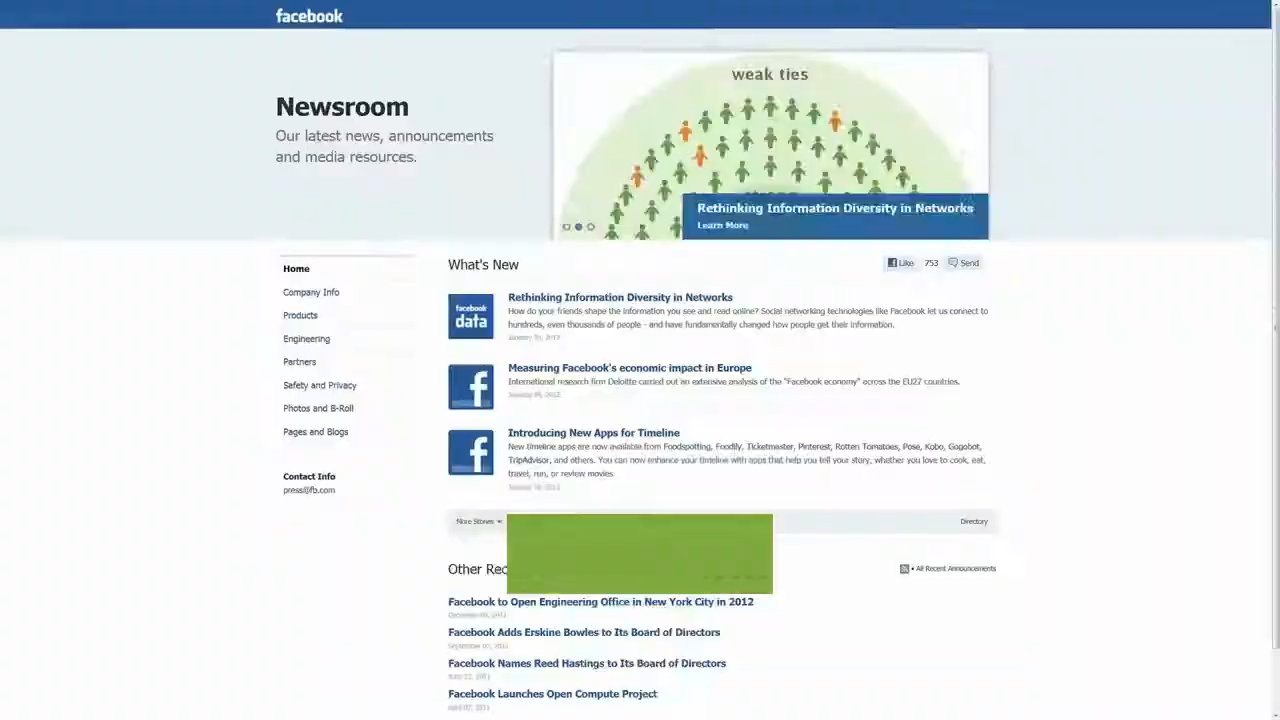 facebook
weak ties
Newsroom
Our latest news, announcements
and media resources.
Rethinking Information Diversity in Networks
Learn More
Home
Company Info
Products
Engineering
Partners
Safety and Privacy
Photos and B-Roll
Pages and Blogs
Contact Info
press@fb.com
What's New
Like 753 Send
facebook
data
Rethinking Information Diversity in Networks
How do your friends shape the information you see and read online? Social networking technologies like Facebook let us connect to
hundreds, even thousands of people - and have fundamentally changed how people get their information.
Measuring Facebook's economic impact in Europe
International research firm Deloitte carried out an extensive analysis of the "Facebook economy" across the EU27 countries.
Introducing New Apps for Timeline
New timeline apps are now available from Foodspotting, Foodily, Ticketmaster, Pinterest, Rotten Tomatoes, Pose, Kobo, Gogobot,
TripAdvisor, and others. You can now enhance your timeline with apps that help you tell your story, whether you love to cook, eat,
travel, run, or review movies.
More Stories
Directory
Other
• All Recent Announcements
Facebook to Open Engineering Office in New York City in 2012
Facebook Adds Erskine Bowles to Its Board of Directors
Facebook Names Reed Hastings to Its Board of Directors
Facebook Launches Open Compute Project